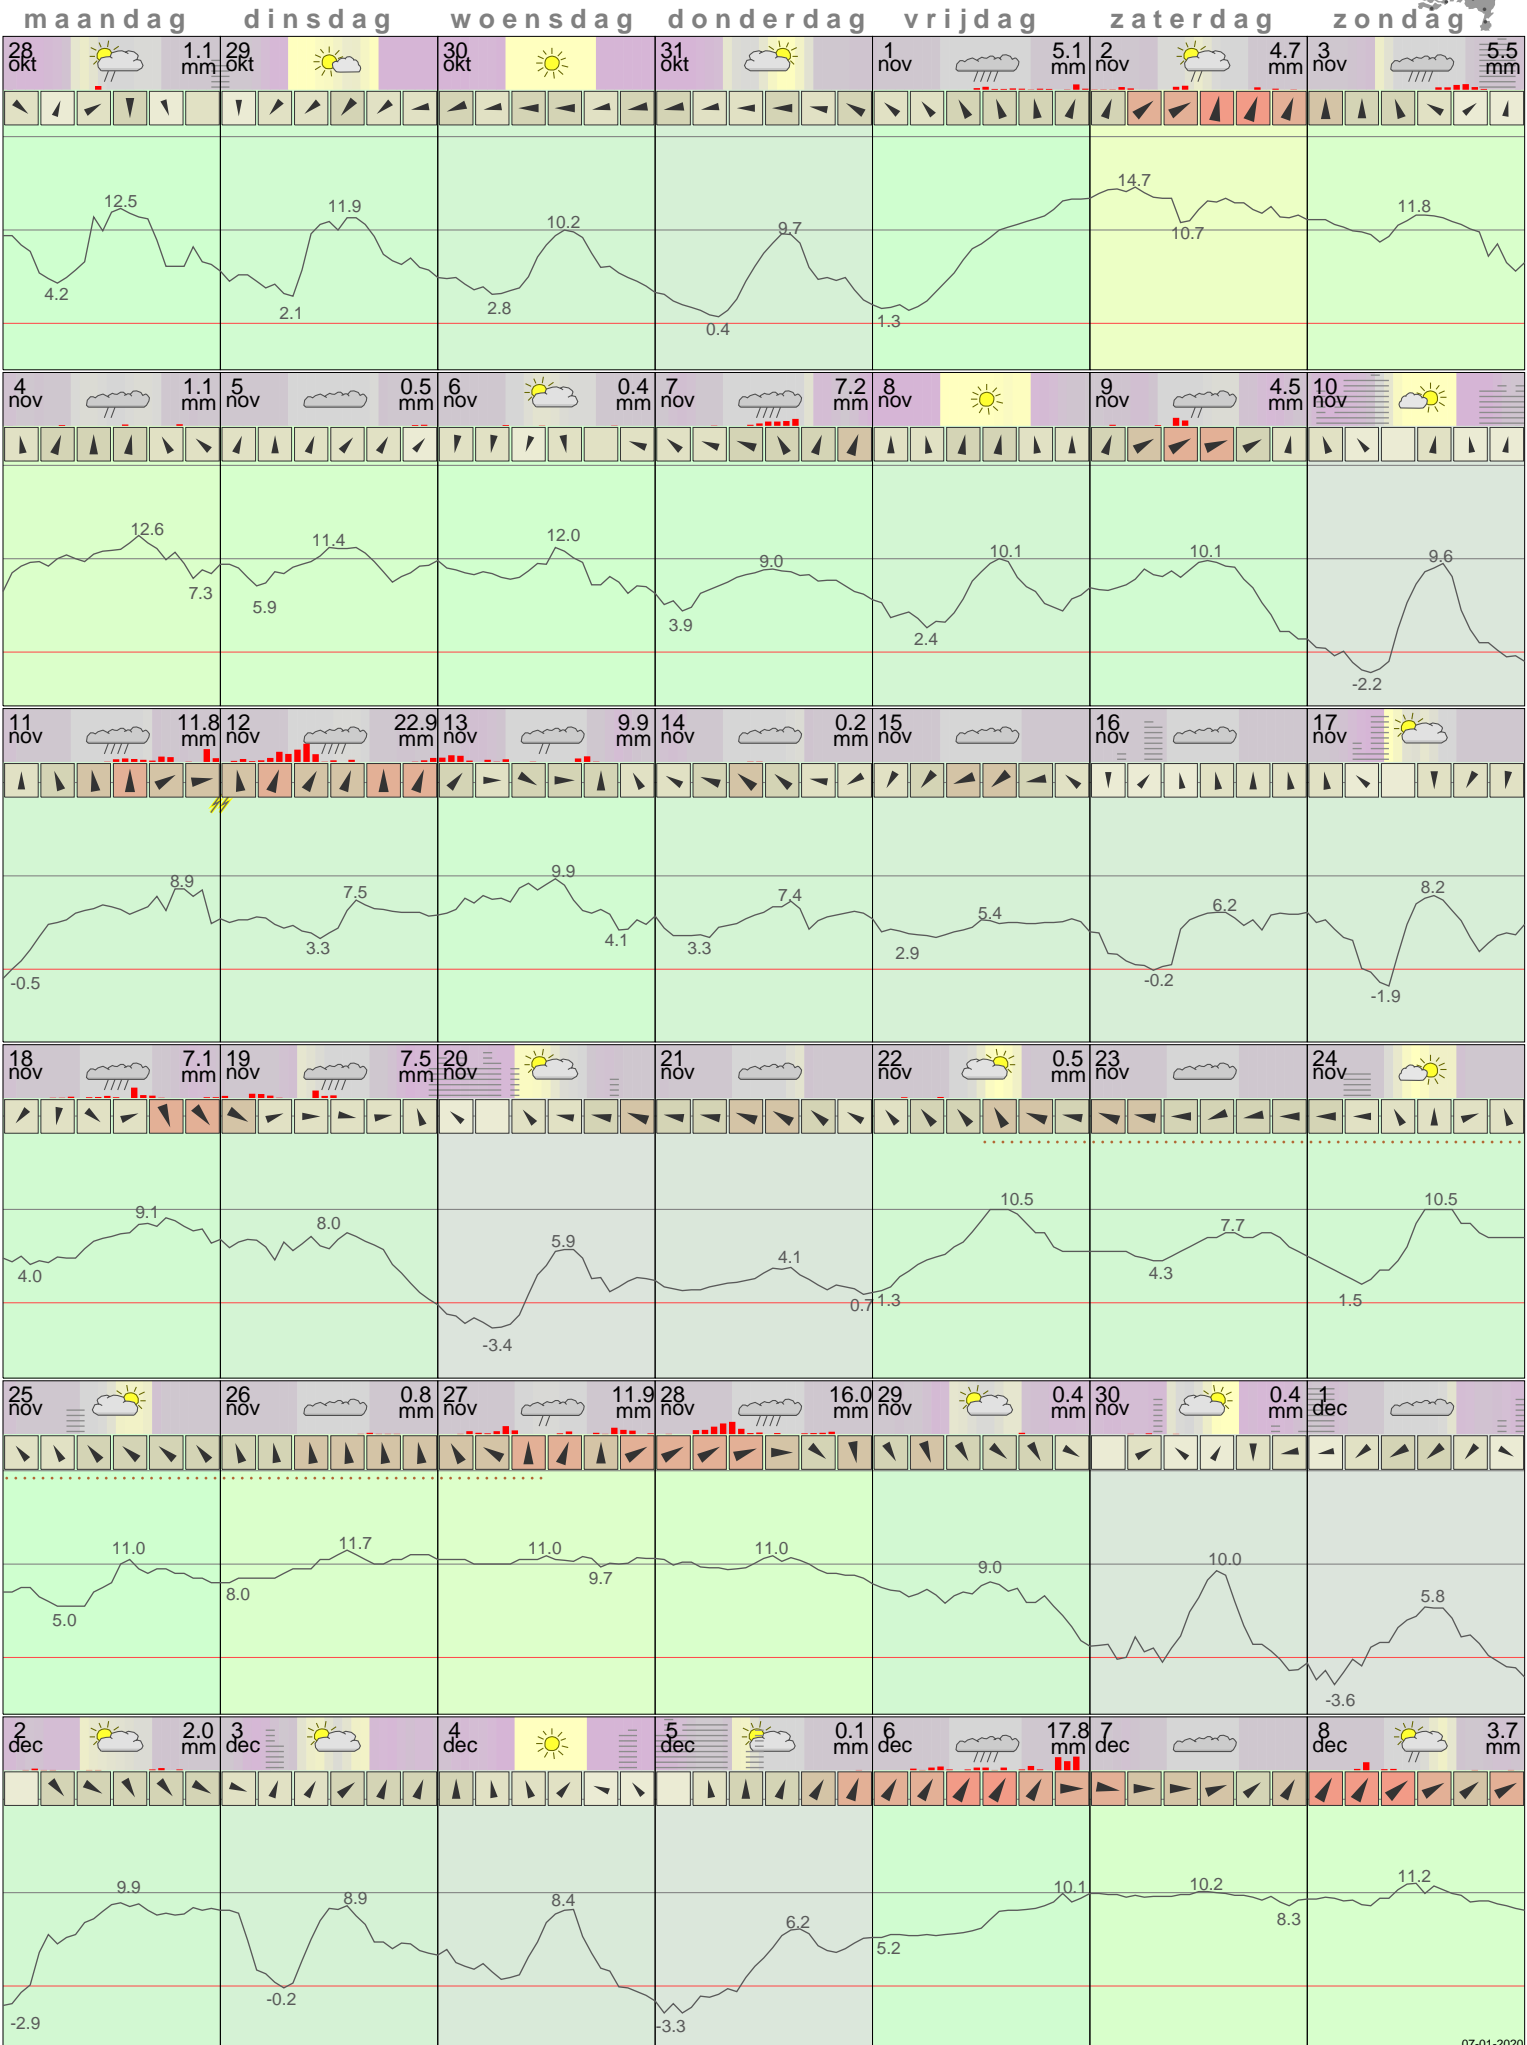 maandag dinsdag woensdag donderdag vrijdag zaterdag zondag
28 okt 1.1 mm 29 okt 30 okt 31 okt 1 nov 5.1 mm 2 nov 4.7 mm 3 nov 5.5 mm
12.5 4.2 11.9 2.1 10.2 2.8 9.7 0.4 1.3 14.7 10.7 11.8
4 nov 1.1 mm 5 nov 0.5 mm 6 nov 0.4 mm 7 nov 7.2 mm 8 nov 9 nov 4.5 mm 10 nov
12.6 7.3 11.4 5.9 12.0 9.0 3.9 10.1 2.4 10.1 9.6 -2.2
11 nov 11.8 mm 12 nov 22.9 mm 13 nov 9.9 mm 14 nov 0.2 mm 15 nov 16 nov 17 nov
8.9 -0.5 7.5 3.3 9.9 4.1 7.4 3.3 5.4 2.9 6.2 -0.2 8.2 -1.9
18 nov 7.1 mm 19 nov 7.5 mm 20 nov 21 nov 22 nov 0.5 mm 23 nov 24 nov
9.1 4.0 8.0 5.9 -3.4 4.1 0.7 10.5 1.3 7.7 4.3 10.5 1.5
25 nov 26 nov 0.8 mm 27 nov 11.9 mm 28 nov 16.0 mm 29 nov 0.4 mm 30 nov 0.4 mm 1 dec
11.0 5.0 11.7 8.0 11.0 9.7 11.0 9.0 10.0 5.8 -3.6
2 dec 2.0 mm 3 dec 4 dec 5 dec 0.1 mm 6 dec 17.8 mm 7 dec 8 dec 3.7 mm
9.9 -2.9 8.9 -0.2 8.4 6.2 -3.3 10.1 5.2 10.2 8.3 11.2
07-01-2020